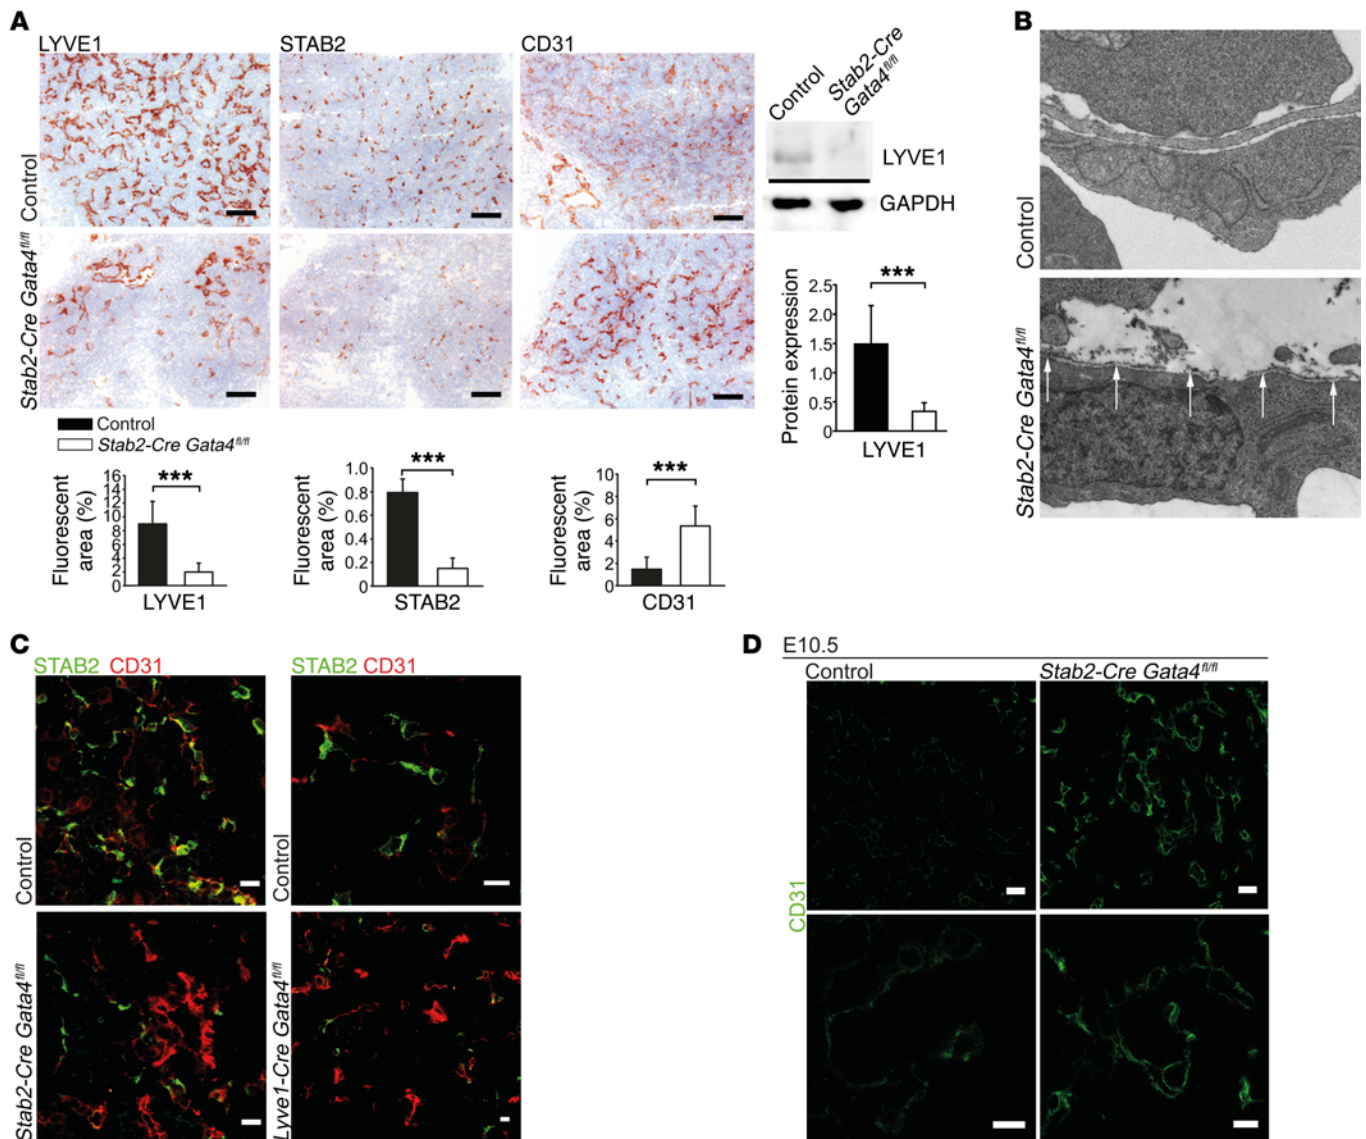 A
LYVE1
STAB2
CD31
Control
Stab2-Cre Gata4fl/fl
Control
Stab2-Cre Gata4fl/fl
Fluorescent area (%)
16
14
12
10
8
6
4
2
0
***
LYVE1
Fluorescent area (%)
1.0
0.8
0.6
0.4
0.2
0
***
STAB2
Fluorescent area (%)
10
8
6
4
2
0
***
CD31
Control
Stab2-Cre
Gata4fl/fl
LYVE1
GAPDH
Protein expression
2.5
2.0
1.5
1.0
0.5
0
***
LYVE1
B
Control
Stab2-Cre Gata4fl/fl
C
STAB2 CD31
STAB2 CD31
Control
Control
Stab2-Cre Gata4fl/fl
Lyve1-Cre Gata4fl/fl
D
E10.5
Control
Stab2-Cre Gata4fl/fl
CD31